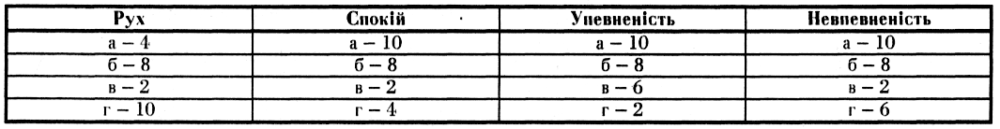 Рух Спокій Упевненість Невпевненість
а – 4 а – 10 а – 10 а – 10
б – 8 б – 8 б – 8 б – 8
в – 2 в – 2 в – 6 в – 2
г – 10 г – 4 г – 2 г – 6